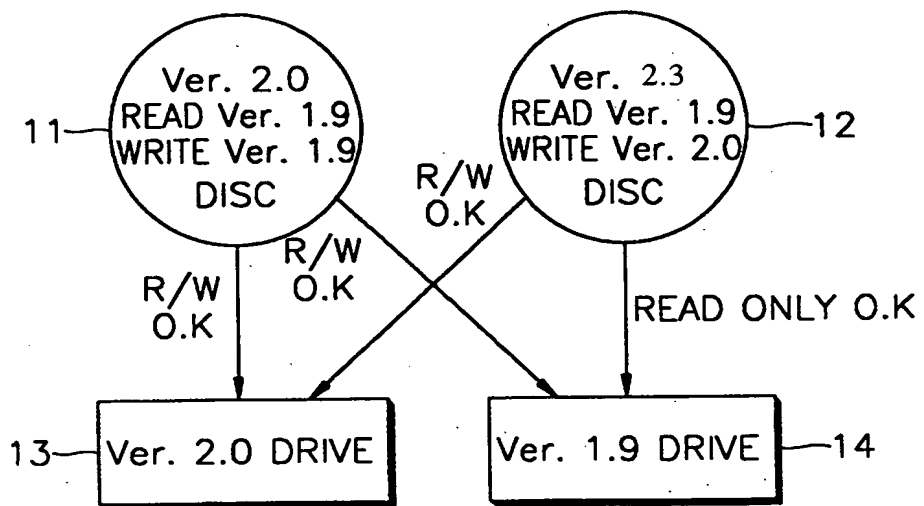 Ver. 2.0
READ Ver. 1.9
WRITE Ver. 1.9
DISC
11
Ver. 2.3
READ Ver. 1.9
WRITE Ver. 2.0
DISC
12
R/W
O.K
R/W
O.K
R/W
O.K
READ ONLY O.K
13
Ver. 2.0 DRIVE
Ver. 1.9 DRIVE
14